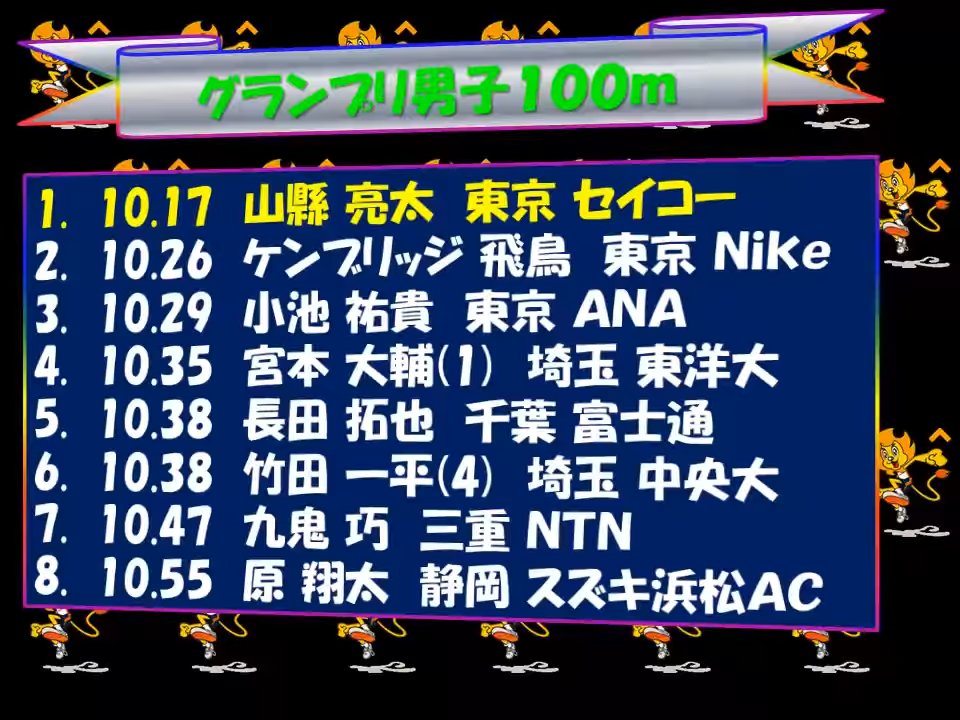 グランプリ男子100m
1. 10.17 山縣 亮太 東京 セイコー
2. 10.26 ケンブリッジ 飛鳥 東京 Nike
3. 10.29 小池 祐貴 東京 ANA
4. 10.35 宮本 大輔(1) 埼玉 東洋大
5. 10.38 長田 拓也 千葉 富士通
6. 10.38 竹田 一平(4) 埼玉 中央大
7. 10.47 九鬼 巧 三重 NTN
8. 10.55 原 翔太 静岡 スズキ浜松AC